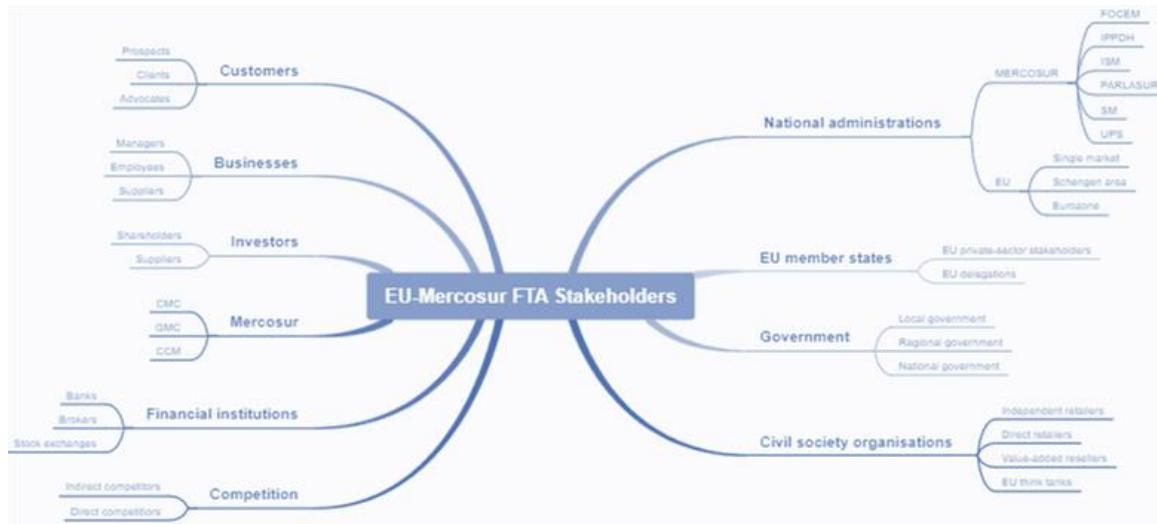 EU-Mercosur FTA Stakeholders
Customers
Prospects
Clients
Advocates
Businesses
Managers
Employees
Suppliers
Investors
Shareholders
Suppliers
Mercosur
CMC
GMC
CCM
Financial institutions
Banks
Brokers
Stock exchanges
Competition
Indirect competitors
Direct competitiors
National administrations
MERCOSUR
FOCEM
IPPDH
ISM
PARLASUR
SM
UPS
EU
Single market
Schengen area
Eurozone
EU member states
EU private-sector stakeholders
EU delegations
Government
Local government
Ragional government
National government
Civil society organisations
Independent retailers
Direct retailers
Value-added resellers
EU think tanks